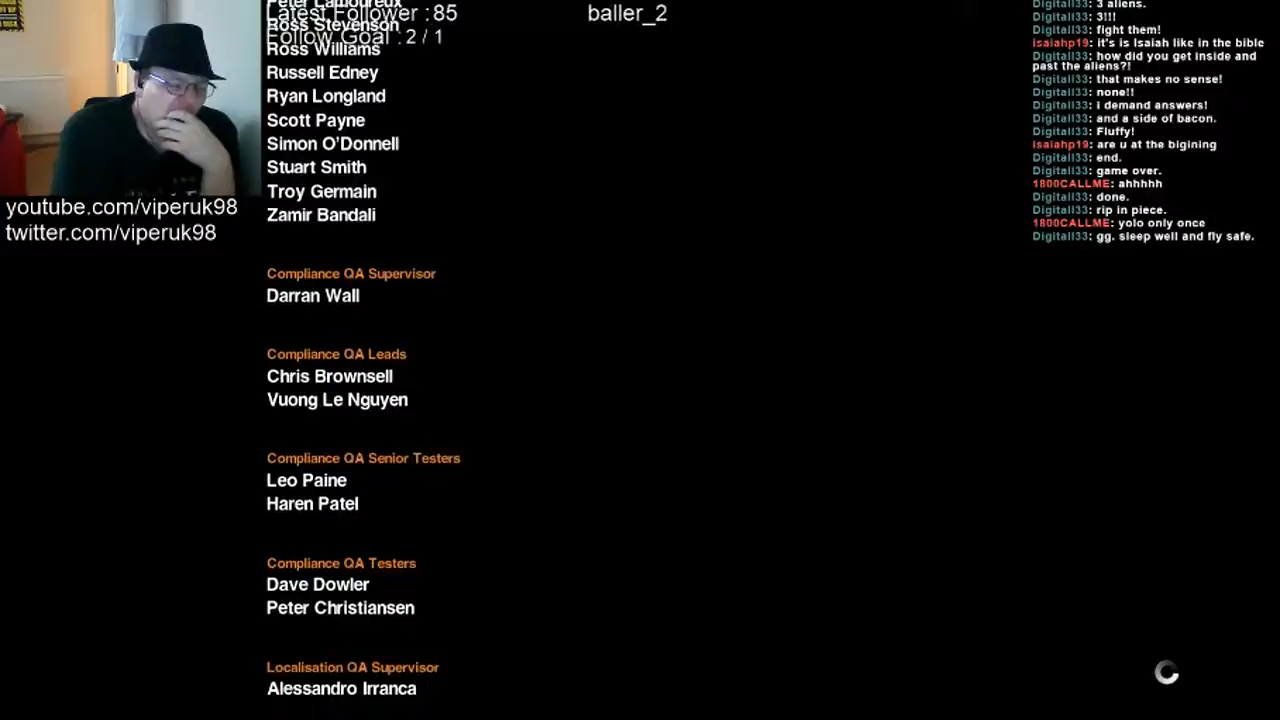 Peter Lamoureux
Latest Follower : 85
baller_2
Ross Stevenson
Follow Goal : 2 / 1
Ross Williams
Russell Edney
Ryan Longland
Scott Payne
Simon O'Donnell
Stuart Smith
Troy Germain
Zamir Bandali
youtube.com/viperuk98
twitter.com/viperuk98
Compliance QA Supervisor
Darran Wall
Compliance QA Leads
Chris Brownsell
Vuong Le Nguyen
Compliance QA Senior Testers
Leo Paine
Haren Patel
Compliance QA Testers
Dave Dowler
Peter Christiansen
Localisation QA Supervisor
Alessandro Irranca
Digitall33: 3 aliens.
Digitall33: 3!!!
Digitall33: fight them!
isaiahp19: it's is Isaiah like in the bible
Digitall33: how did you get inside and
past the aliens?!
Digitall33: that makes no sense!
Digitall33: none!!
Digitall33: i demand answers!
Digitall33: and a side of bacon.
Digitall33: Fluffy!
isaiahp19: are u at the bigining
Digitall33: end.
Digitall33: game over.
1800CALLME: ahhhhh
Digitall33: done.
Digitall33: rip in piece.
1800CALLME: yolo only once
Digitall33: gg. sleep well and fly safe.